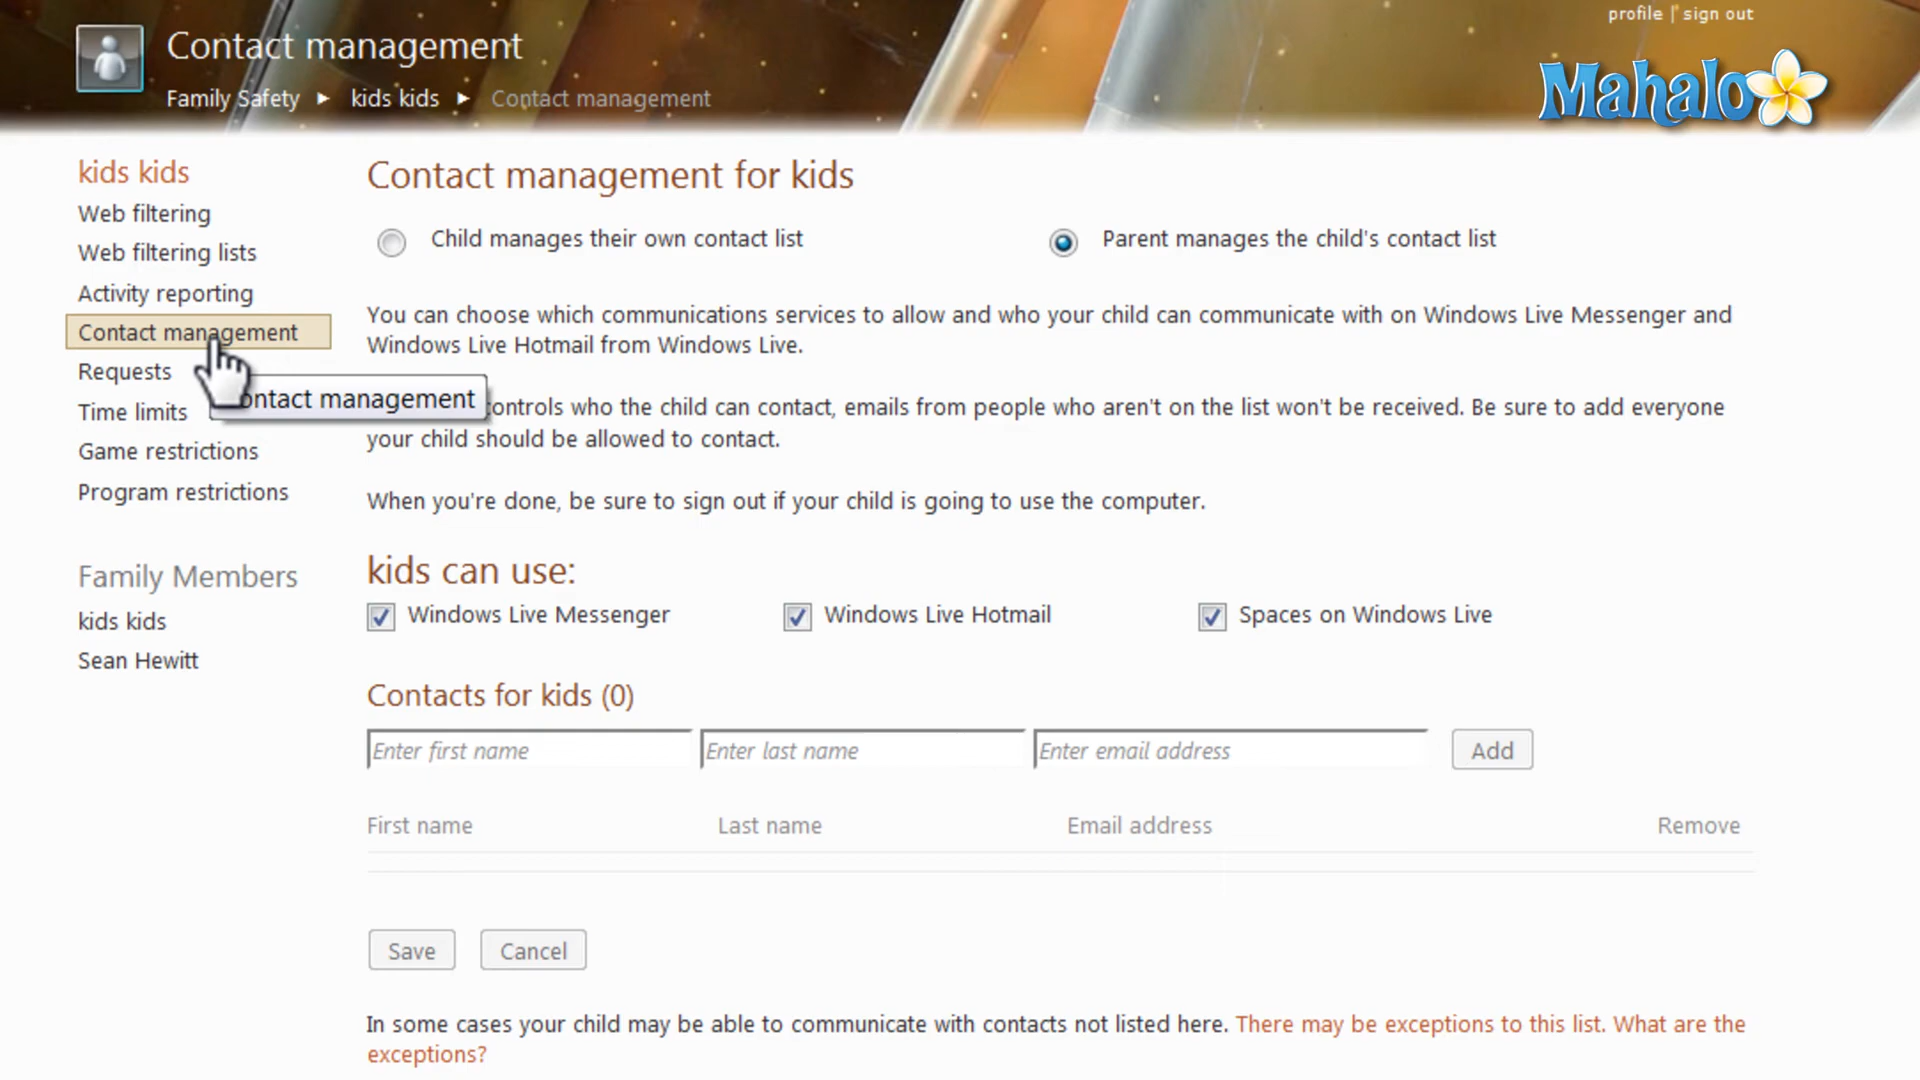 profile | sign out
Contact management
Family Safety ▶ kids kids ▶ Contact management
Mahalo
kids kids
Web filtering
Web filtering lists
Activity reporting
Contact management
Requests
Time limits
Game restrictions
Program restrictions
Family Members
kids kids
Sean Hewitt
Contact management for kids
Child manages their own contact list
Parent manages the child's contact list
You can choose which communications services to allow and who your child can communicate with on Windows Live Messenger and
Windows Live Hotmail from Windows Live.
ontact management
ontrols who the child can contact, emails from people who aren't on the list won't be received. Be sure to add everyone
your child should be allowed to contact.
When you're done, be sure to sign out if your child is going to use the computer.
kids can use:
Windows Live Messenger
Windows Live Hotmail
Spaces on Windows Live
Contacts for kids (0)
Enter first name
Enter last name
Enter email address
Add
First name
Last name
Email address
Remove
Save
Cancel
In some cases your child may be able to communicate with contacts not listed here. There may be exceptions to this list. What are the
exceptions?